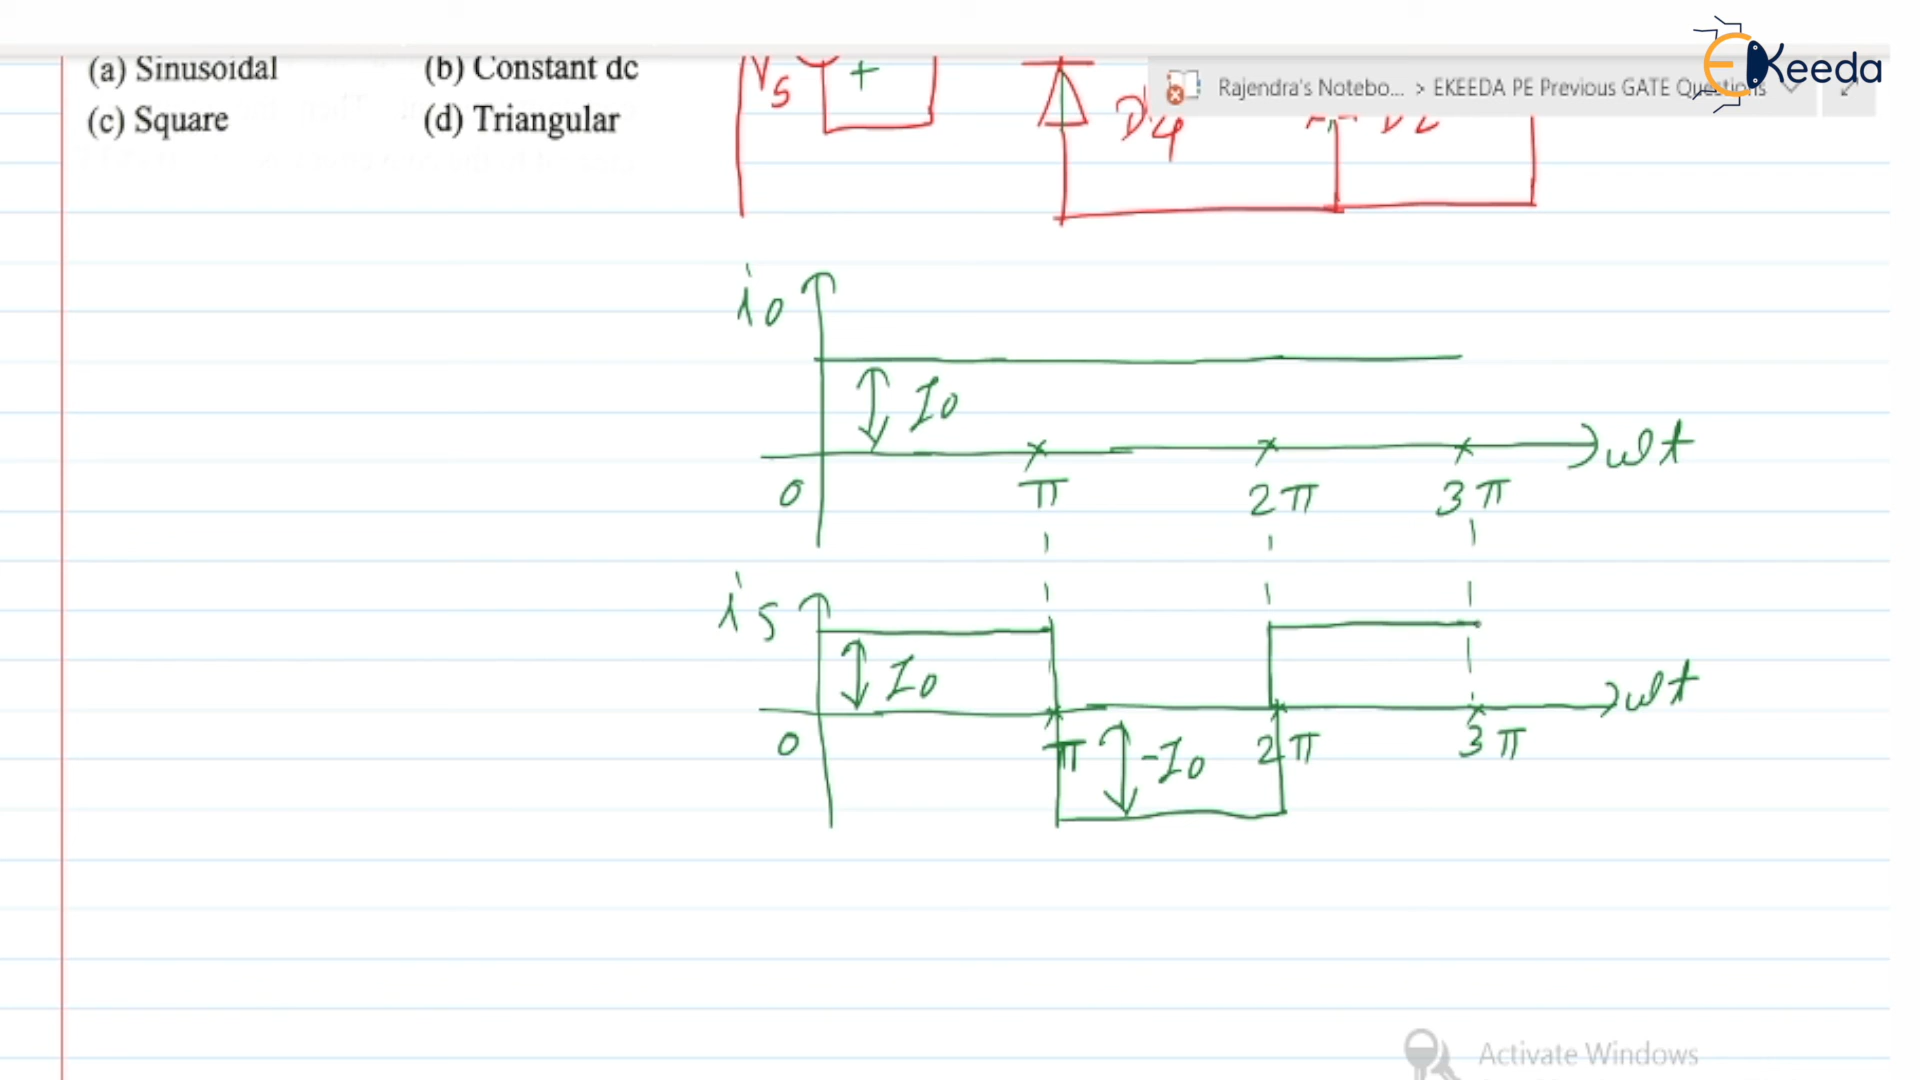 (a) Sinusoidal (b) Constant dc
(c) Square (d) Triangular
Vs +
D4
D2
Rajendra's Notebo... > EKEEDA PE Previous GATE Questions
EKeeda
io
Io
0 π 2π 3π ωt
is
Io
0 π -Io 2π 3π ωt
Activate Windows